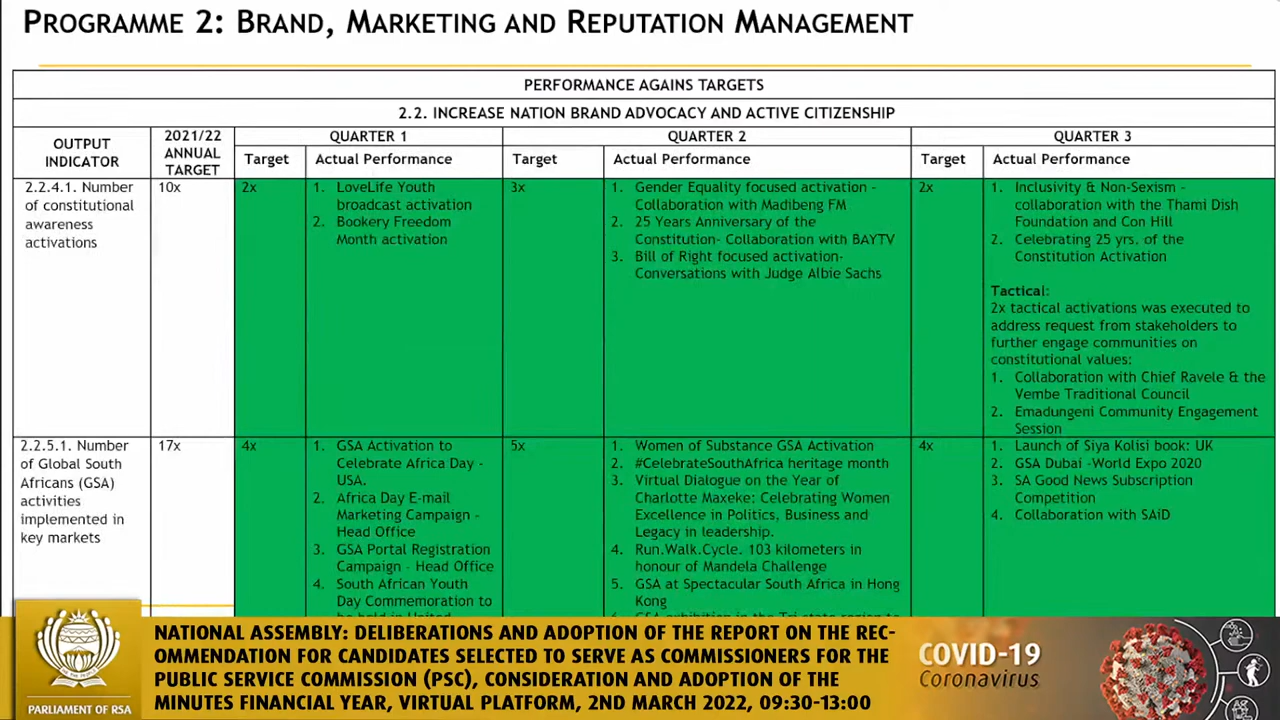 PROGRAMME 2: BRAND, MARKETING AND REPUTATION MANAGEMENT
PERFORMANCE AGAINS TARGETS
2.2. INCREASE NATION BRAND ADVOCACY AND ACTIVE CITIZENSHIP
OUTPUT INDICATOR
2021/22 ANNUAL TARGET
QUARTER 1
QUARTER 2
QUARTER 3
Target
Actual Performance
Target
Actual Performance
Target
Actual Performance
2.2.4.1. Number
of constitutional
awareness
activations
10x
2x
1. LoveLife Youth
broadcast activation
2. Bookery Freedom
Month activation
3x
1. Gender Equality focused activation -
Collaboration with Madibeng FM
2. 25 Years Anniversary of the
Constitution- Collaboration with BAYTV
3. Bill of Right focused activation-
Conversations with Judge Albie Sachs
2x
1. Inclusivity & Non-Sexism -
collaboration with the Thami Dish
Foundation and Con Hill
2. Celebrating 25 yrs. of the
Constitution Activation
Tactical:
2x tactical activations was executed to
address request from stakeholders to
further engage communities on
constitutional values:
1. Collaboration with Chief Ravele & the
Vembe Traditional Council
2. Emadungeni Community Engagement
Session
2.2.5.1. Number
of Global South
Africans (GSA)
activities
implemented in
key markets
17x
4x
1. GSA Activation to
Celebrate Africa Day -
USA.
2. Africa Day E-mail
Marketing Campaign -
Head Office
3. GSA Portal Registration
Campaign - Head Office
4. South African Youth
Day Commemoration to
be held in United
5x
1. Women of Substance GSA Activation
2. #CelebrateSouthAfrica heritage month
3. Virtual Dialogue on the Year of
Charlotte Maxeke: Celebrating Women
Excellence in Politics, Business and
Legacy in leadership.
4. Run.Walk.Cycle. 103 kilometers in
honour of Mandela Challenge
5. GSA at Spectacular South Africa in Hong
Kong
4x
1. Launch of Siya Kolisi book: UK
2. GSA Dubai -World Expo 2020
3. SA Good News Subscription
Competition
4. Collaboration with SAiD
PARLIAMENT OF RSA
NATIONAL ASSEMBLY: DELIBERATIONS AND ADOPTION OF THE REPORT ON THE REC-
OMMENDATION FOR CANDIDATES SELECTED TO SERVE AS COMMISSIONERS FOR THE
PUBLIC SERVICE COMMISSION (PSC), CONSIDERATION AND ADOPTION OF THE
MINUTES FINANCIAL YEAR, VIRTUAL PLATFORM, 2ND MARCH 2022, 09:30-13:00
COVID-19
Coronavirus